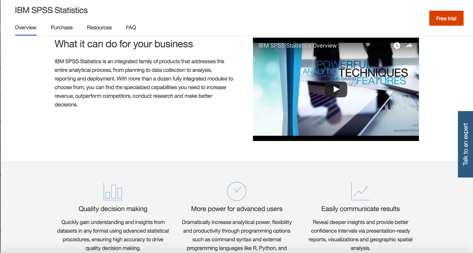 IBM SPSS Statistics
Free trial
Overview Purchase Resources FAQ
What it can do for your business
IBM SPSS Statistics is an integrated family of products that addresses the
entire analytical process, from planning to data collection to analysis,
reporting and deployment. With more than a dozen fully integrated modules to
choose from, you can find the specialized capabilities you need to increase
revenue, outperform competitors, conduct research and make better
decisions.
IBM SPSS Statistics Overview
POWERFUL
ANALYTIC
TECHNIQUES
FEATURES
Talk to an expert
Quality decision making
Quickly gain understanding and insights from
datasets in any format using advanced statistical
procedures, ensuring high accuracy to drive
quality decision making.
More power for advanced users
Dramatically increase analytical power, flexibility
and productivity through programming options
such as command syntax and external
programming languages like R, Python, and
Easily communicate results
Reveal deeper insights and provide better
confidence intervals via presentation-ready
reports, visualizations and geographic spatial
analysis.